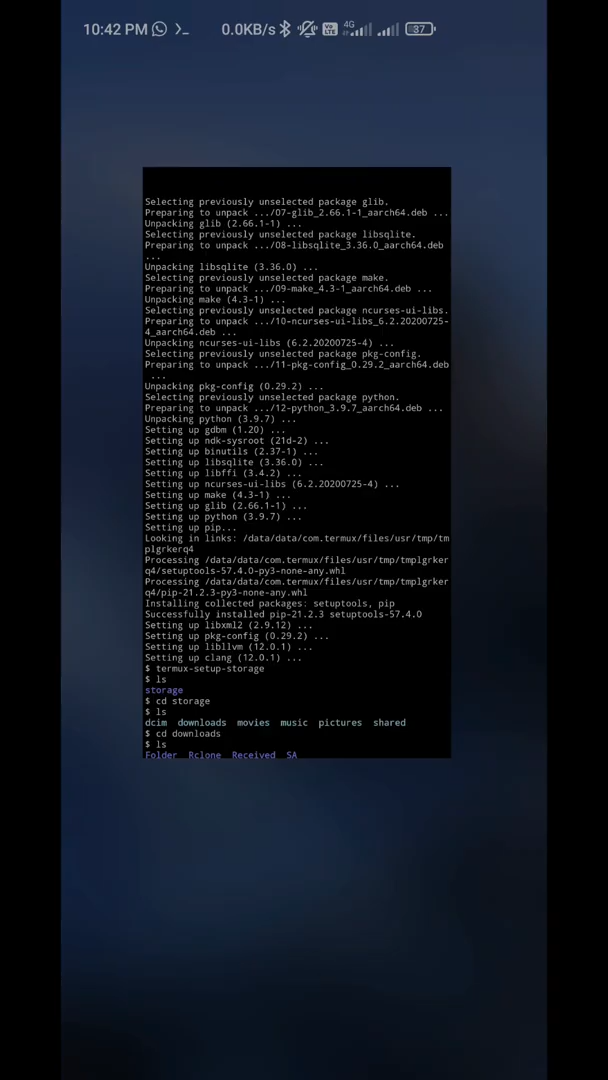 10:42 PM 0.0KB/s 4G 37
Selecting previously unselected package glib.
Preparing to unpack .../07-glib_2.66.1-1_aarch64.deb ...
Unpacking glib (2.66.1-1) ...
Selecting previously unselected package libsqlite.
Preparing to unpack .../08-libsqlite_3.36.0_aarch64.deb
...
Unpacking libsqlite (3.36.0) ...
Selecting previously unselected package make.
Preparing to unpack .../09-make_4.3-1_aarch64.deb ...
Unpacking make (4.3-1) ...
Selecting previously unselected package ncurses-ui-libs.
Preparing to unpack .../10-ncurses-ui-libs_6.2.20200725-
4_aarch64.deb ...
Unpacking ncurses-ui-libs (6.2.20200725-4) ...
Selecting previously unselected package pkg-config.
Preparing to unpack .../11-pkg-config_0.29.2_aarch64.deb
...
Unpacking pkg-config (0.29.2) ...
Selecting previously unselected package python.
Preparing to unpack .../12-python_3.9.7_aarch64.deb ...
Unpacking python (3.9.7) ...
Setting up gdbm (1.20) ...
Setting up ndk-sysroot (21d-2) ...
Setting up binutils (2.37-1) ...
Setting up libsqlite (3.36.0) ...
Setting up libffi (3.4.2) ...
Setting up ncurses-ui-libs (6.2.20200725-4) ...
Setting up make (4.3-1) ...
Setting up glib (2.66.1-1) ...
Setting up python (3.9.7) ...
Setting up pip...
Looking in links: /data/data/com.termux/files/usr/tmp/tm
plgrkerq4
Processing /data/data/com.termux/files/usr/tmp/tmplgrker
q4/setuptools-57.4.0-py3-none-any.whl
Processing /data/data/com.termux/files/usr/tmp/tmplgrker
q4/pip-21.2.3-py3-none-any.whl
Installing collected packages: setuptools, pip
Successfully installed pip-21.2.3 setuptools-57.4.0
Setting up libxml2 (2.9.12) ...
Setting up pkg-config (0.29.2) ...
Setting up libllvm (12.0.1) ...
Setting up clang (12.0.1) ...
$ termux-setup-storage
$ ls
storage
$ cd storage
$ ls
dcim downloads movies music pictures shared
$ cd downloads
$ ls
Folder Rclone Received SA